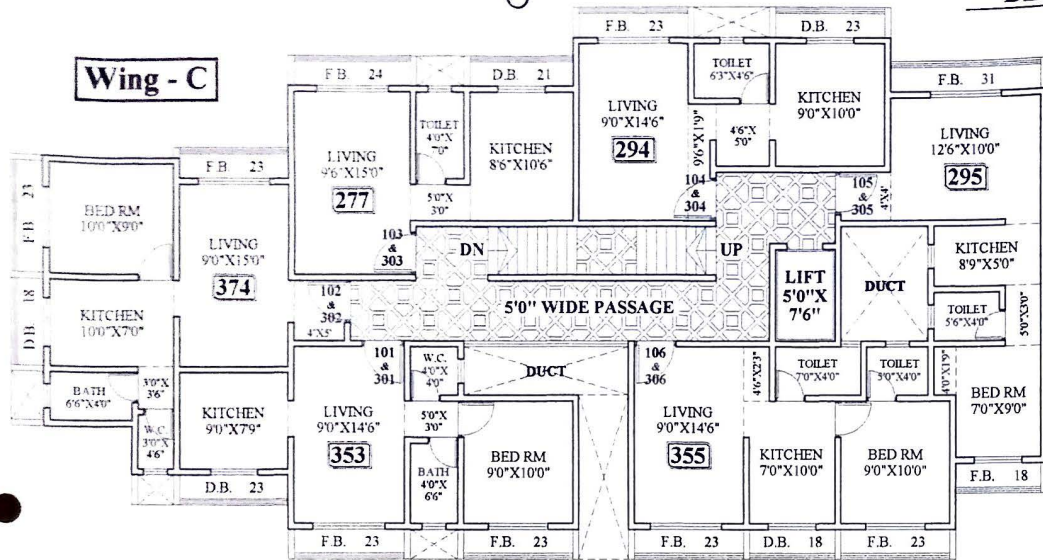 Wing - C
F.B. 23
D.B. 23
TOILET
6'3"X4'6"
LIVING
9'0"X14'6"
294
9'6"X1'9"
4'6"X
5'0"
KITCHEN
9'0"X10'0"
F.B. 31
LIVING
12'6"X10'0"
295
4'X4'
105
&
305
104
&
304
F.B. 24
D.B. 21
LIVING
9'6"X15'0"
277
TOILET
4'0"X
7'0"
KITCHEN
8'6"X10'6"
5'0"X
3'0"
103
&
303
F.B. 23
F.B. 23
BED RM
10'0"X9'0"
LIVING
9'0"X15'0"
374
D.B. 18
KITCHEN
10'0"X7'0"
102
&
302
4'X5'
BATH
6'6"X4'0"
3'0"X
3'6"
W.C.
3'0"X
4'6"
KITCHEN
9'0"X7'9"
D.B. 23
DN
UP
5'0" WIDE PASSAGE
LIFT
5'0"X
7'6"
DUCT
KITCHEN
8'9"X5'0"
TOILET
5'6"X4'0"
5'0"X3'0"
101
&
301
W.C.
4'0"X
4'0"
DUCT
LIVING
9'0"X14'6"
353
5'0"X
3'0"
BATH
4'0"X
6'6"
BED RM
9'0"X10'0"
F.B. 23
F.B. 23
106
&
306
4'6"X2'3"
TOILET
7'0"X4'0"
TOILET
5'0"X4'0"
4'0"X1'9"
LIVING
9'0"X14'6"
355
KITCHEN
7'0"X10'0"
BED RM
9'0"X10'0"
BED RM
7'0"X9'0"
F.B. 18
F.B. 23
D.B. 18
F.B. 23